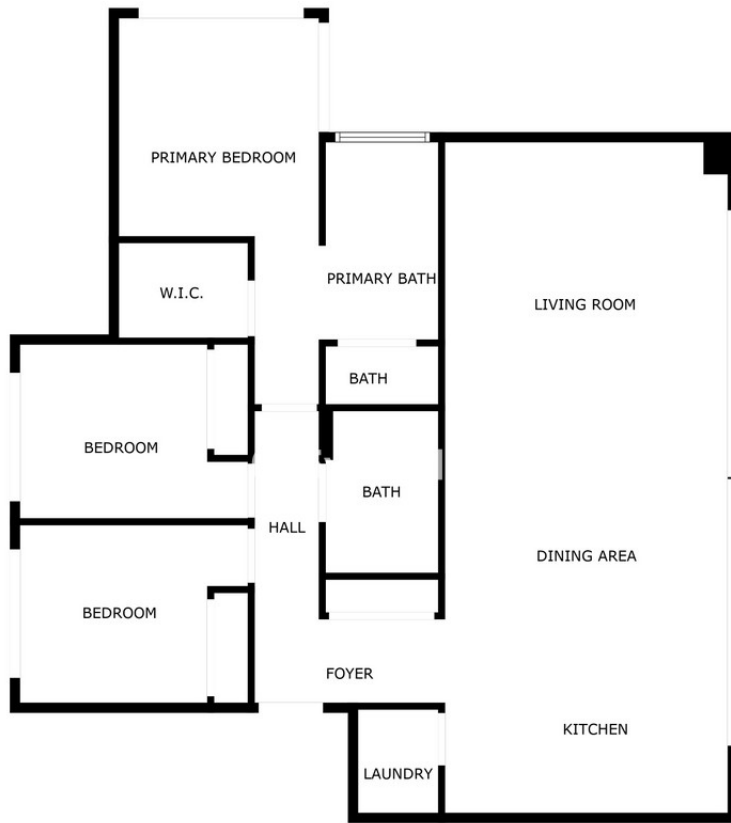 PRIMARY BEDROOM
PRIMARY BATH
W.I.C.
LIVING ROOM
BATH
BEDROOM
BATH
HALL
DINING AREA
BEDROOM
FOYER
KITCHEN
LAUNDRY